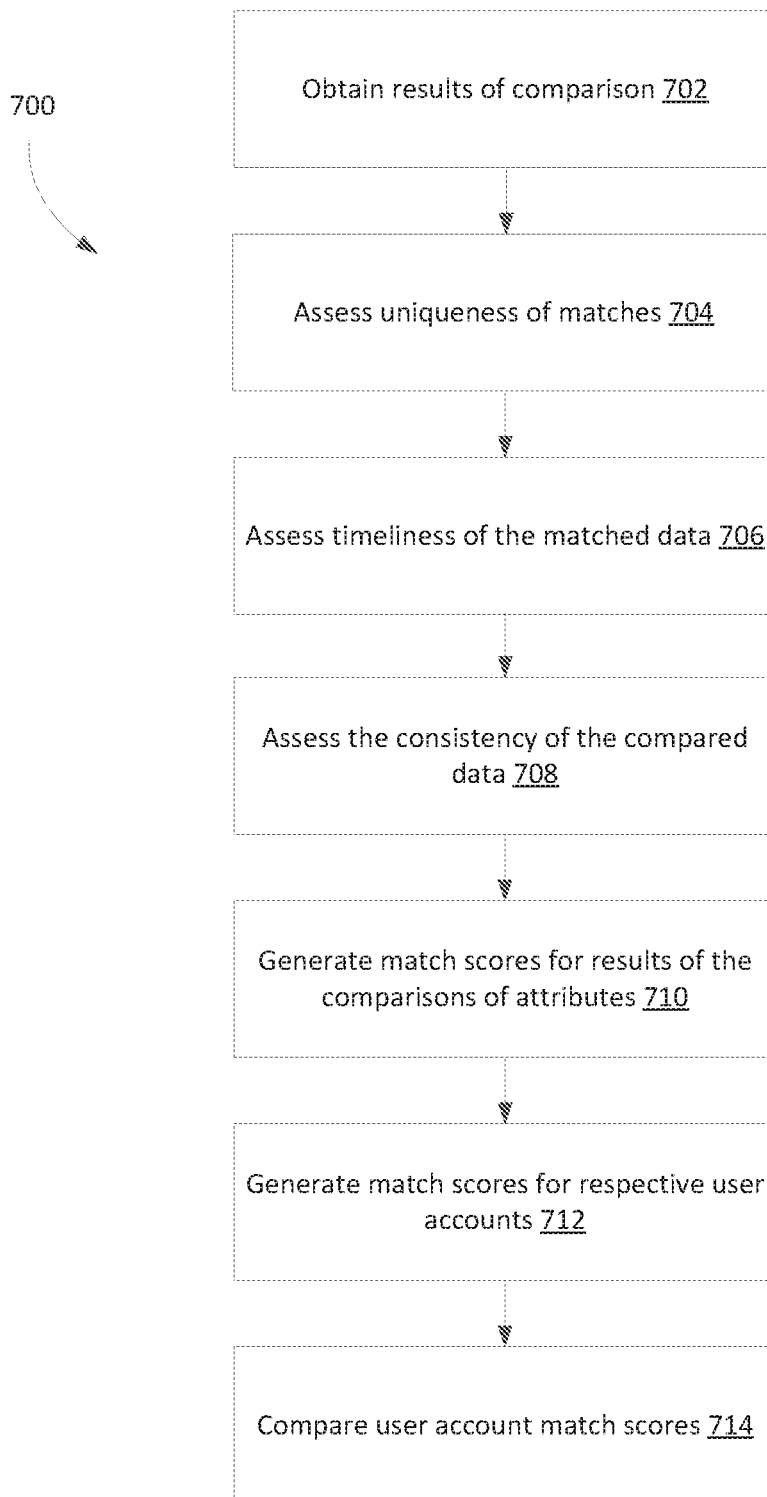 700
Obtain results of comparison 702
Assess uniqueness of matches 704
Assess timeliness of the matched data 706
Assess the consistency of the compared
data 708
Generate match scores for results of the
comparisons of attributes 710
Generate match scores for respective user
accounts 712
Compare user account match scores 714